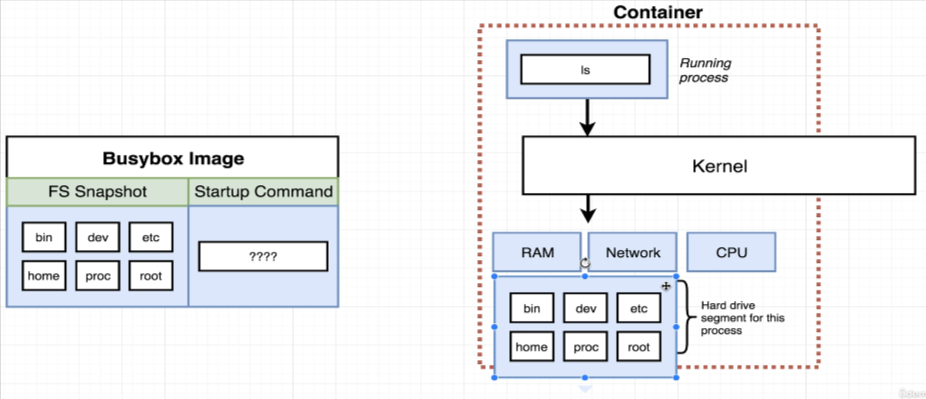 Container
ls
Running
process
Kernel
Busybox Image
FS Snapshot
Startup Command
bin
dev
etc
home
proc
root
????
RAM
Network
CPU
bin
dev
etc
home
proc
root
Hard drive
segment for this
process